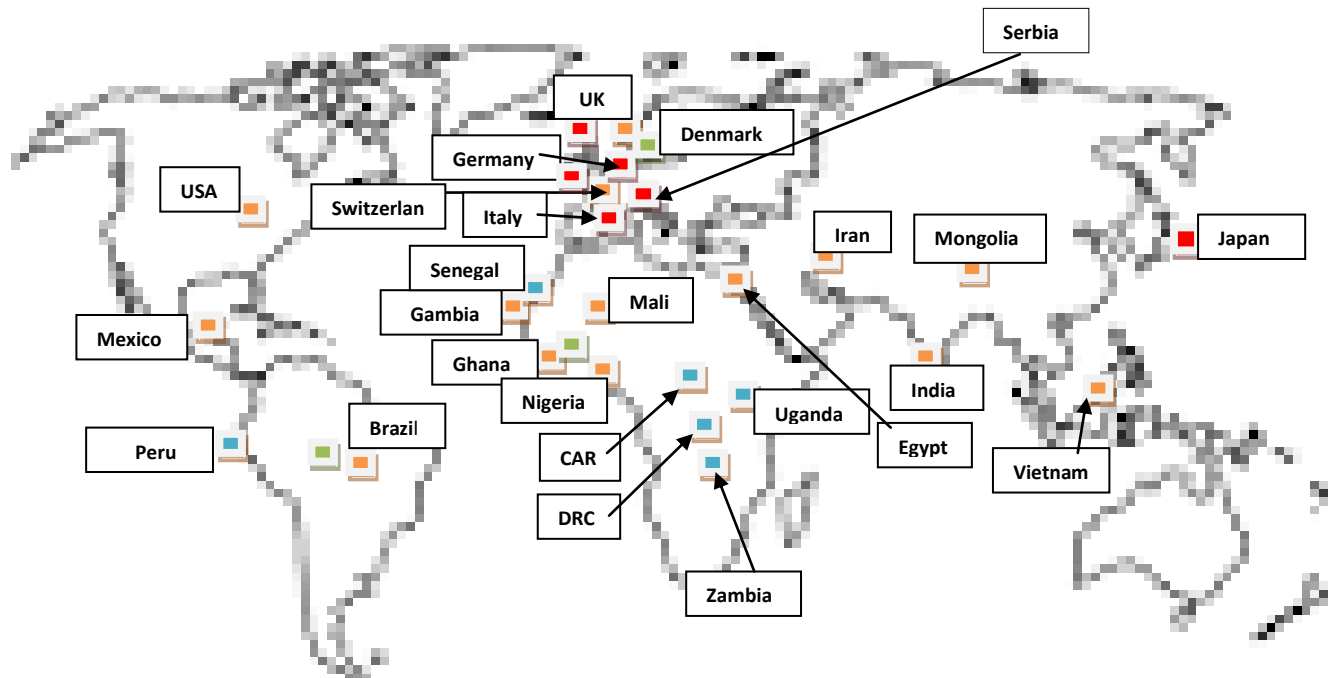 Serbia
UK
Denmark
Germany
USA
Switzerlan
Italy
Iran
Mongolia
Japan
Senegal
Gambia
Mali
Mexico
Ghana
Nigeria
India
Uganda
Brazil
Peru
CAR
Egypt
Vietnam
DRC
Zambia